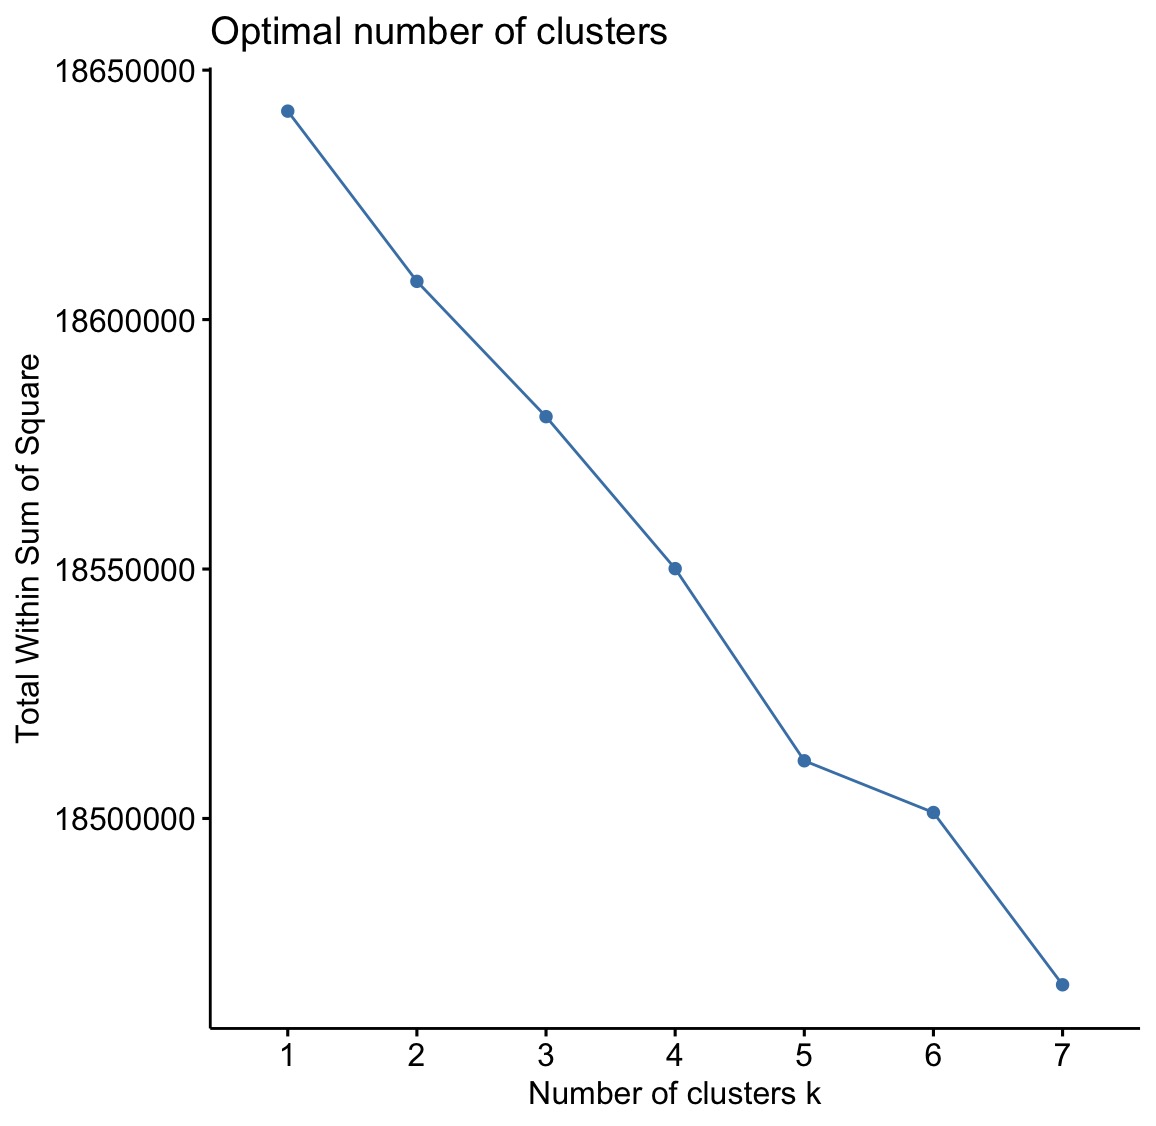 Optimal number of clusters
18650000
18600000
18550000
18500000
Total Within Sum of Square
1 2 3 4 5 6 7
Number of clusters k